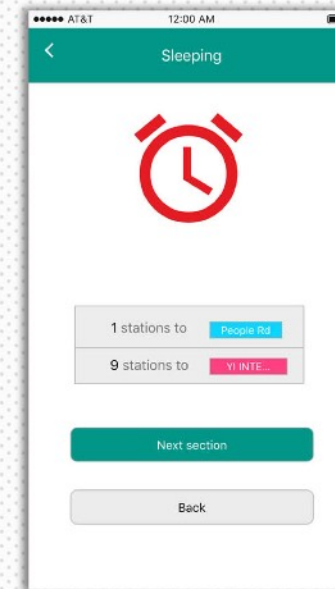 AT&T 12:00 AM
Sleeping
1 stations to People Rd
9 stations to YI INTE...
Next section
Back